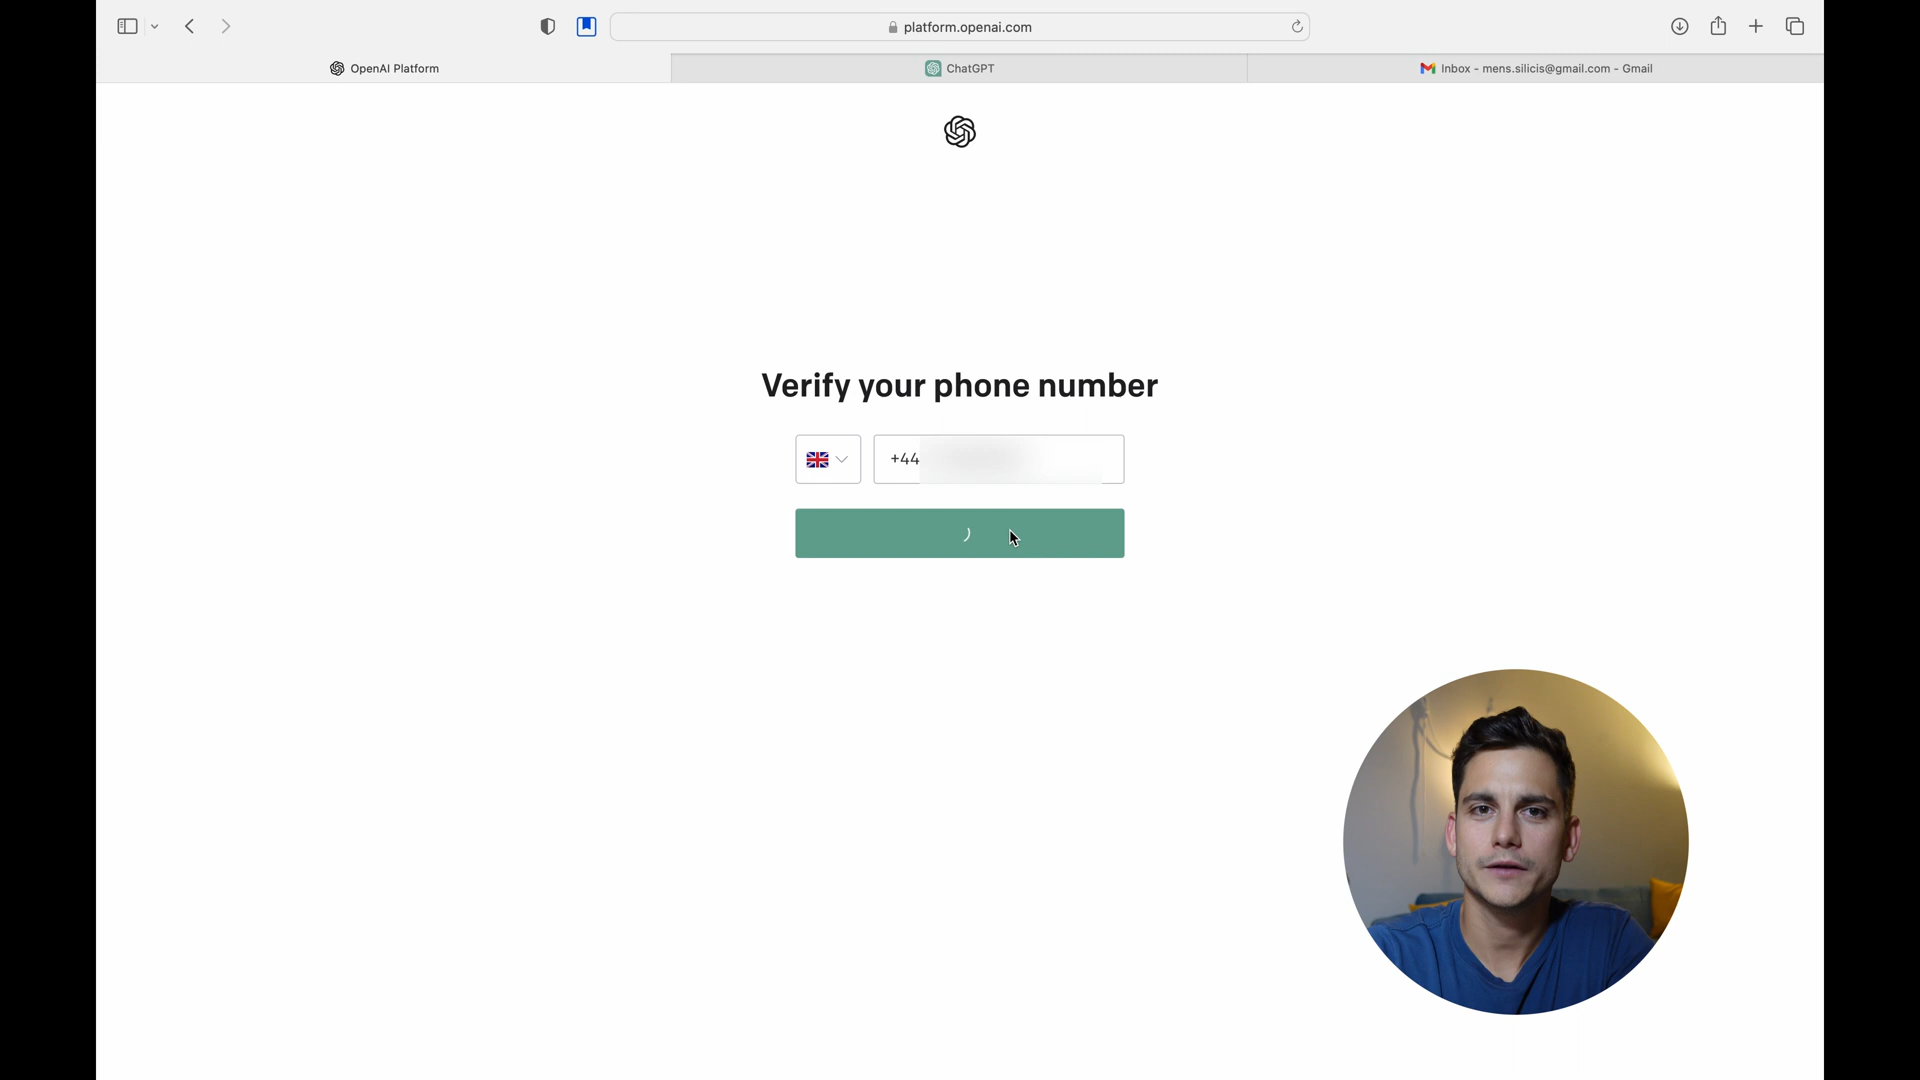 platform.openai.com
OpenAI Platform
ChatGPT
Inbox - mens.silicis@gmail.com - Gmail
Verify your phone number
+44